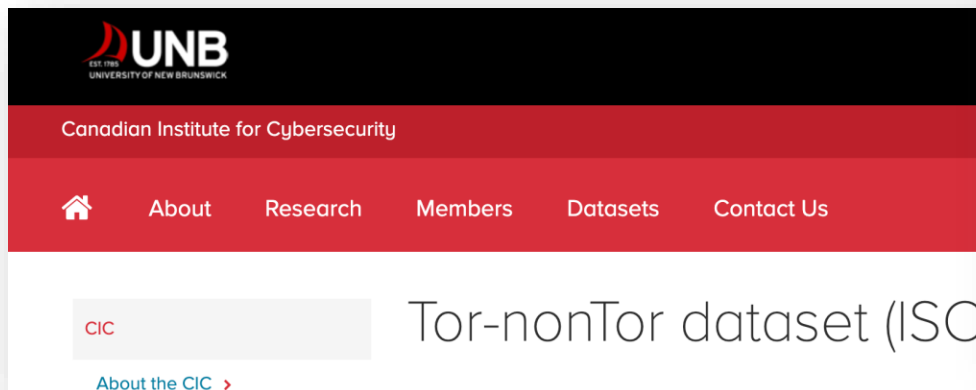 UNB
EST. 1785
UNIVERSITY OF NEW BRUNSWICK
Canadian Institute for Cybersecurity
About Research Members Datasets Contact Us
CIC
Tor-nonTor dataset (ISC
About the CIC >